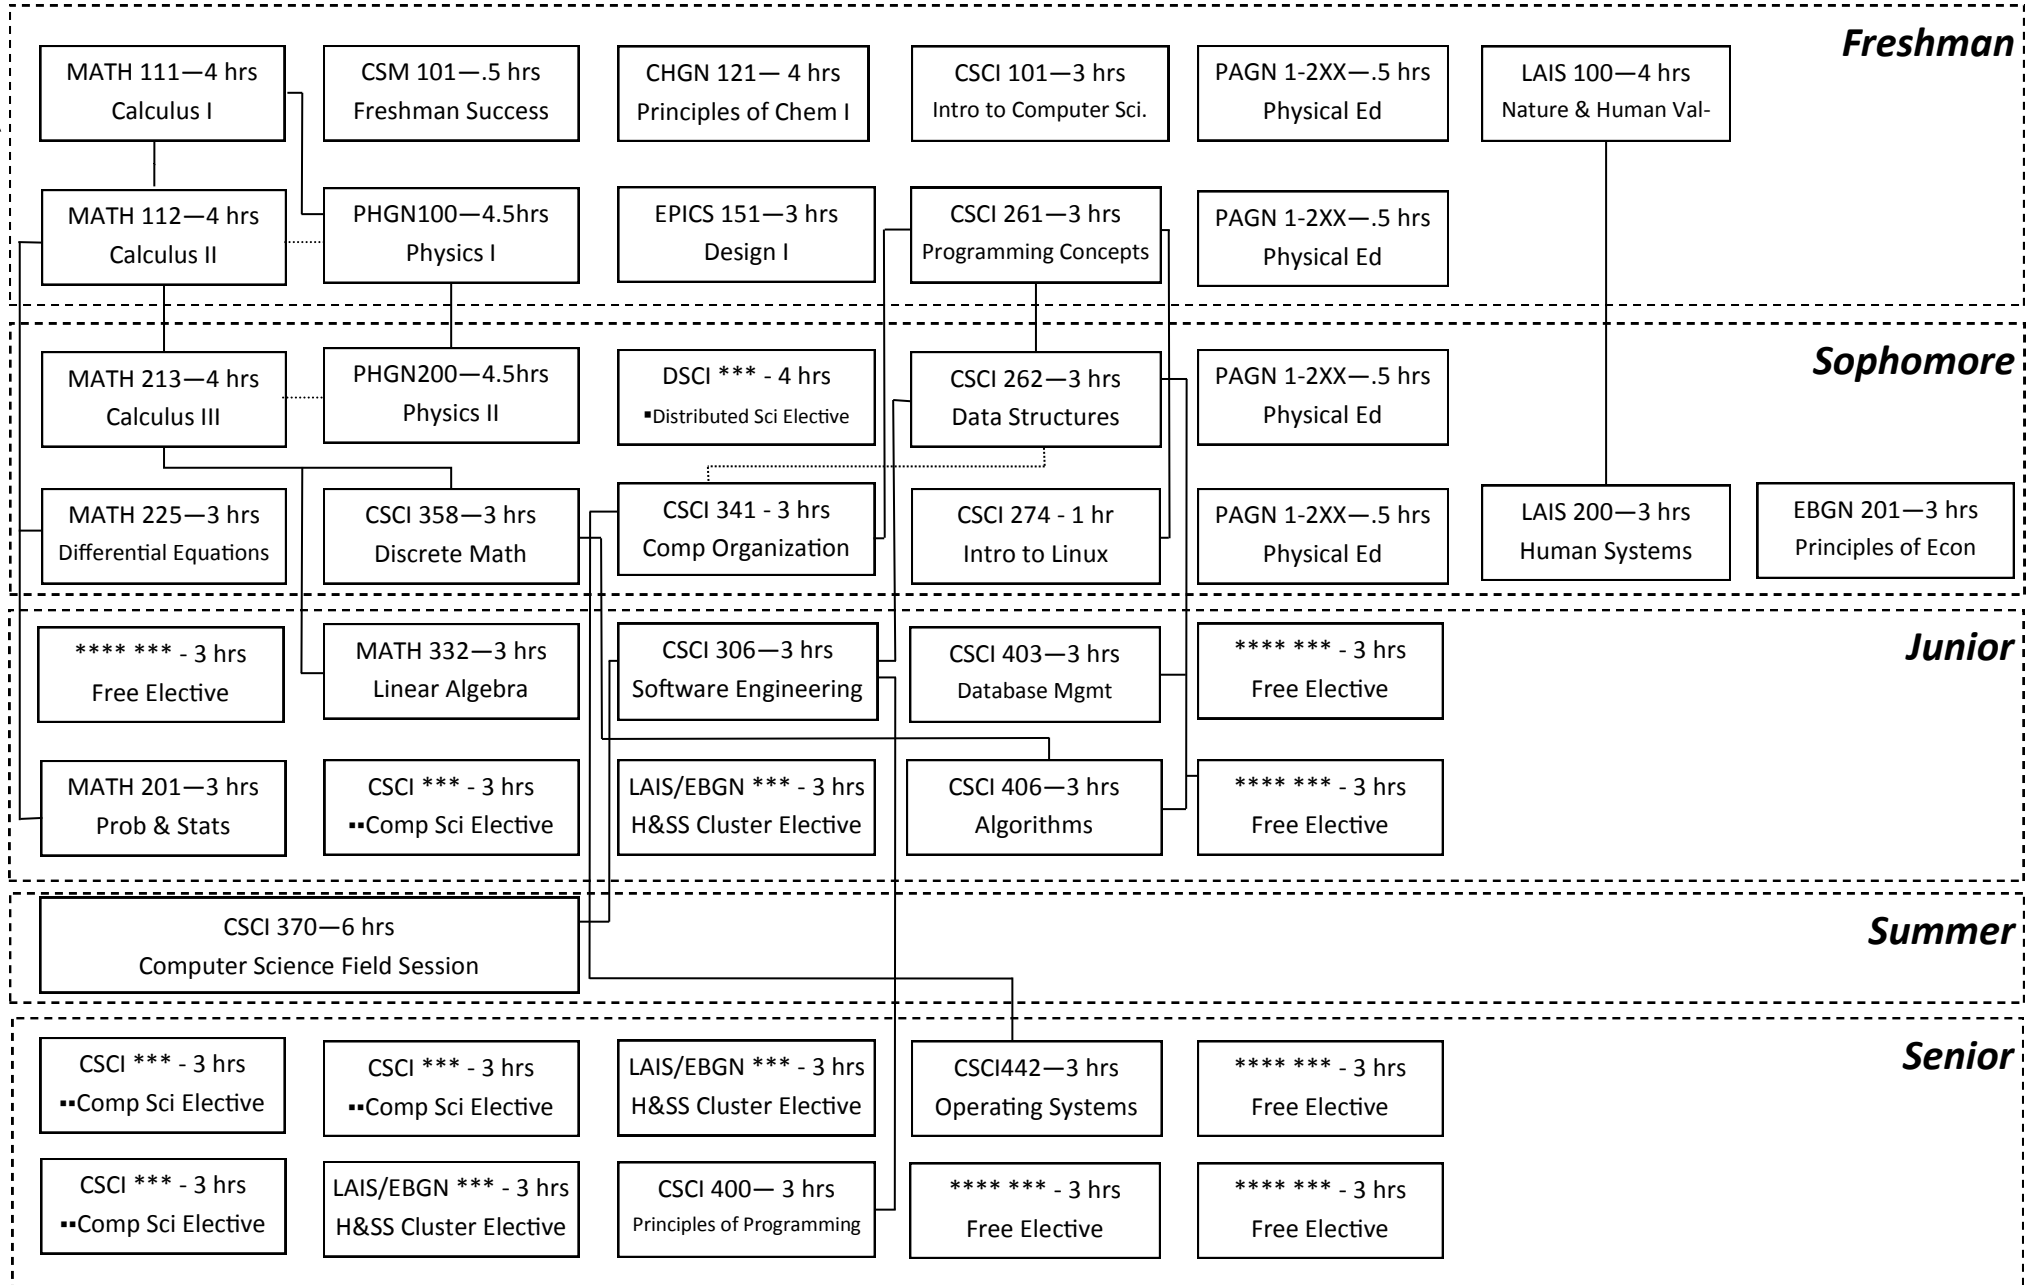 Freshman
MATH 111—4 hrs
Calculus I
CSM 101—.5 hrs
Freshman Success
CHGN 121— 4 hrs
Principles of Chem I
CSCI 101—3 hrs
Intro to Computer Sci.
PAGN 1-2XX—.5 hrs
Physical Ed
LAIS 100—4 hrs
Nature & Human Val-
MATH 112—4 hrs
Calculus II
PHGN100—4.5hrs
Physics I
EPICS 151—3 hrs
Design I
CSCI 261—3 hrs
Programming Concepts
PAGN 1-2XX—.5 hrs
Physical Ed
Sophomore
MATH 213—4 hrs
Calculus III
PHGN200—4.5hrs
Physics II
DSCI *** - 4 hrs
▪Distributed Sci Elective
CSCI 262—3 hrs
Data Structures
PAGN 1-2XX—.5 hrs
Physical Ed
MATH 225—3 hrs
Differential Equations
CSCI 358—3 hrs
Discrete Math
CSCI 341 - 3 hrs
Comp Organization
CSCI 274 - 1 hr
Intro to Linux
PAGN 1-2XX—.5 hrs
Physical Ed
LAIS 200—3 hrs
Human Systems
EBGN 201—3 hrs
Principles of Econ
Junior
**** *** - 3 hrs
Free Elective
MATH 332—3 hrs
Linear Algebra
CSCI 306—3 hrs
Software Engineering
CSCI 403—3 hrs
Database Mgmt
**** *** - 3 hrs
Free Elective
MATH 201—3 hrs
Prob & Stats
CSCI *** - 3 hrs
▪▪Comp Sci Elective
LAIS/EBGN *** - 3 hrs
H&SS Cluster Elective
CSCI 406—3 hrs
Algorithms
**** *** - 3 hrs
Free Elective
Summer
CSCI 370—6 hrs
Computer Science Field Session
Senior
CSCI *** - 3 hrs
▪▪Comp Sci Elective
CSCI *** - 3 hrs
▪▪Comp Sci Elective
LAIS/EBGN *** - 3 hrs
H&SS Cluster Elective
CSCI442—3 hrs
Operating Systems
**** *** - 3 hrs
Free Elective
CSCI *** - 3 hrs
▪▪Comp Sci Elective
LAIS/EBGN *** - 3 hrs
H&SS Cluster Elective
CSCI 400— 3 hrs
Principles of Programming
**** *** - 3 hrs
Free Elective
**** *** - 3 hrs
Free Elective